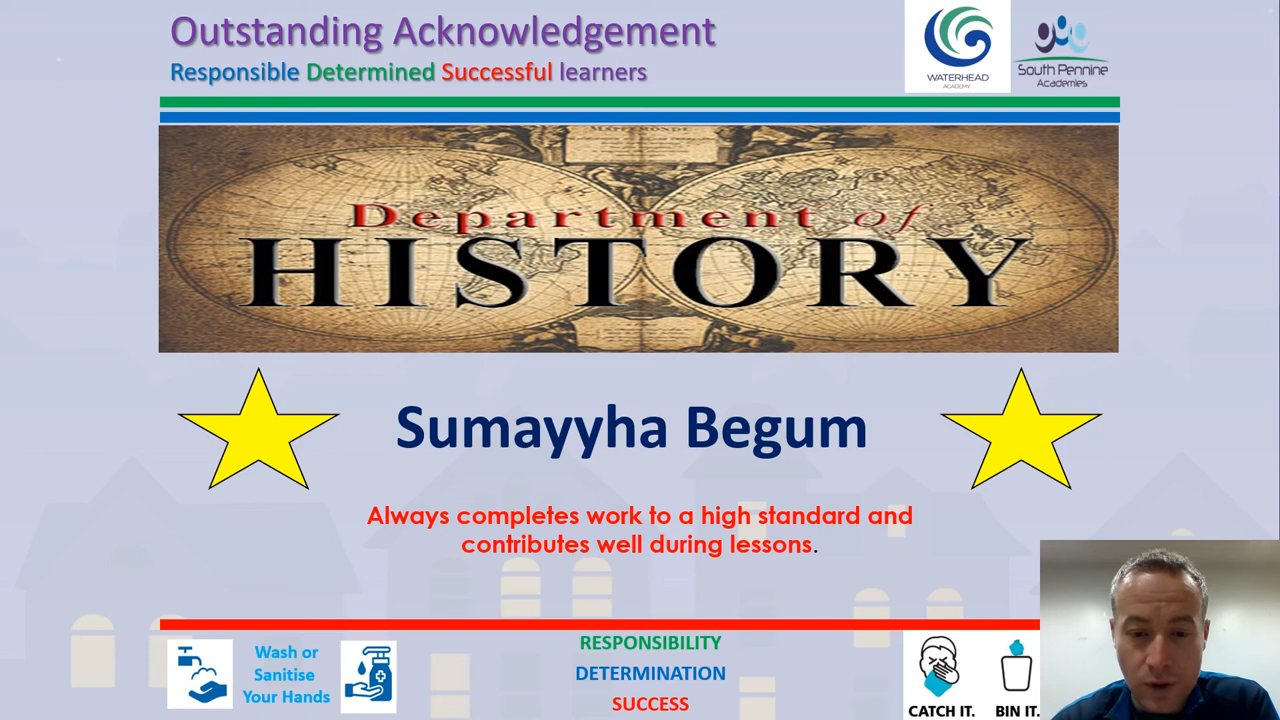 Outstanding Acknowledgement
Responsible Determined Successful learners
WATERHEAD
ACADEMY
South Pennine
Academies
MAPPE MONDE
Department of
HISTORY
Sumayyha Begum
Always completes work to a high standard and
contributes well during lessons.
Wash or
Sanitise
Your Hands
RESPONSIBILITY
DETERMINATION
SUCCESS
CATCH IT.
BIN IT.